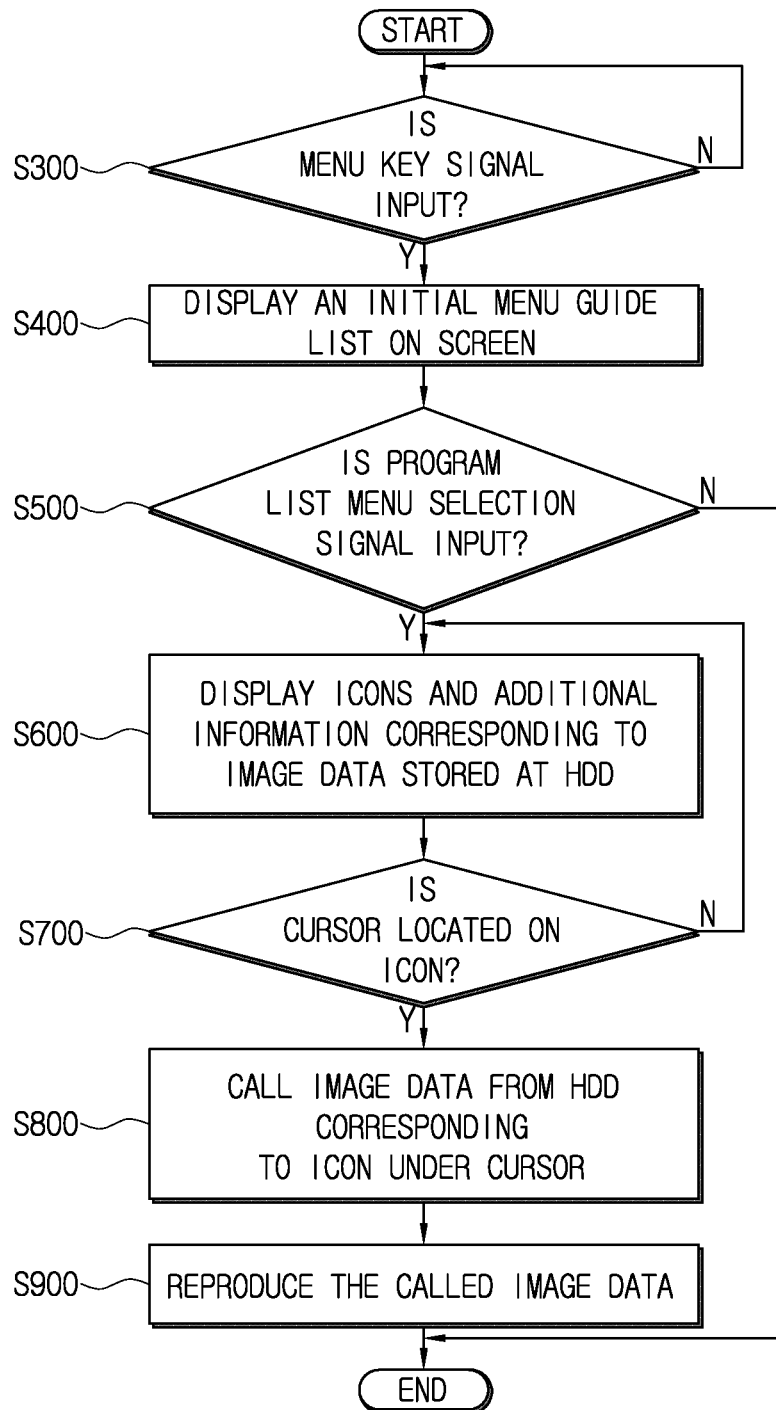 START
IS
MENU KEY SIGNAL
INPUT?
S300
N
Y
DISPLAY AN INITIAL MENU GUIDE
LIST ON SCREEN
S400
IS PROGRAM
LIST MENU SELECTION
SIGNAL INPUT?
S500
N
Y
DISPLAY ICONS AND ADDITIONAL
INFORMATION CORRESPONDING TO
IMAGE DATA STORED AT HDD
S600
IS
CURSOR LOCATED ON
ICON?
S700
N
Y
CALL IMAGE DATA FROM HDD
CORRESPONDING
TO ICON UNDER CURSOR
S800
REPRODUCE THE CALLED IMAGE DATA
S900
END